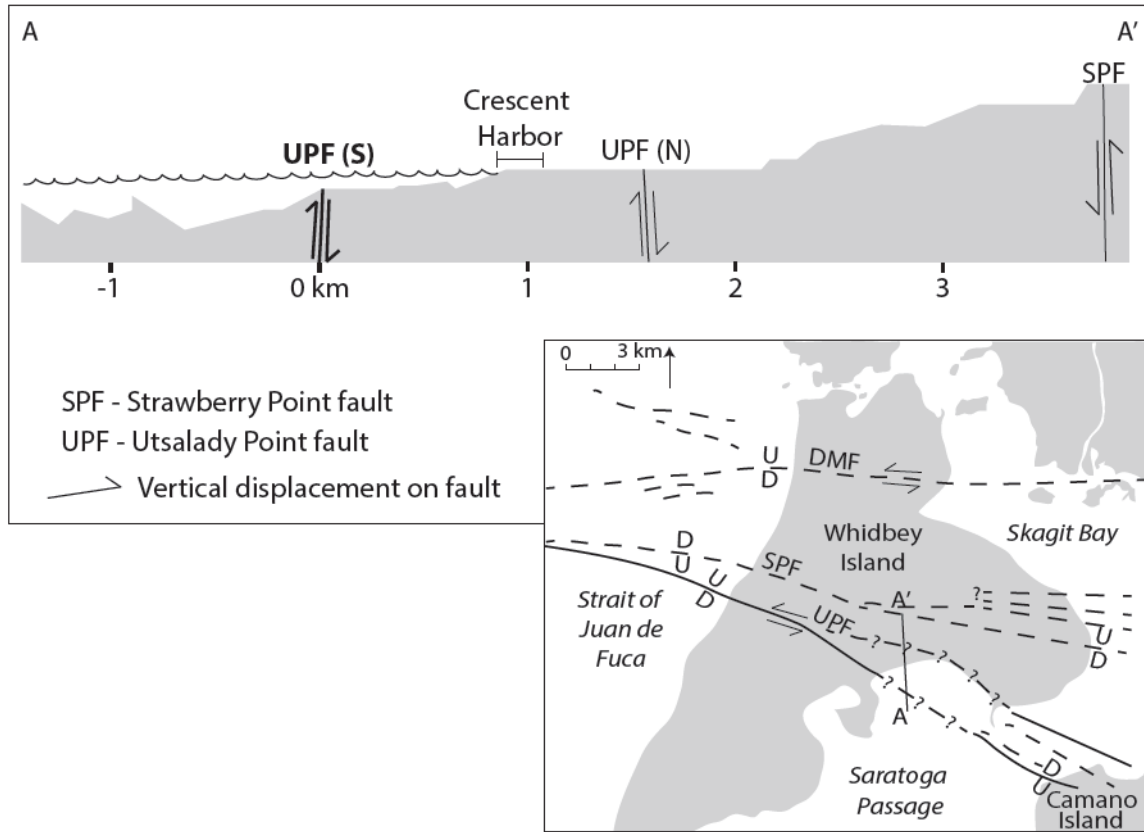 A
A'
SPF
Crescent
Harbor
UPF (S)
UPF (N)
-1
0 km
1
2
3
SPF - Strawberry Point fault
UPF - Utsalady Point fault
Vertical displacement on fault
0
3 km
U
DMF
D
Whidbey
Island
Skagit Bay
D
U
U
D
SPF
Strait of
Juan de
Fuca
UPF
A'
?
?
?
?
?
?
?
?
?
A
U
D
D
U
Saratoga
Passage
Camano
Island